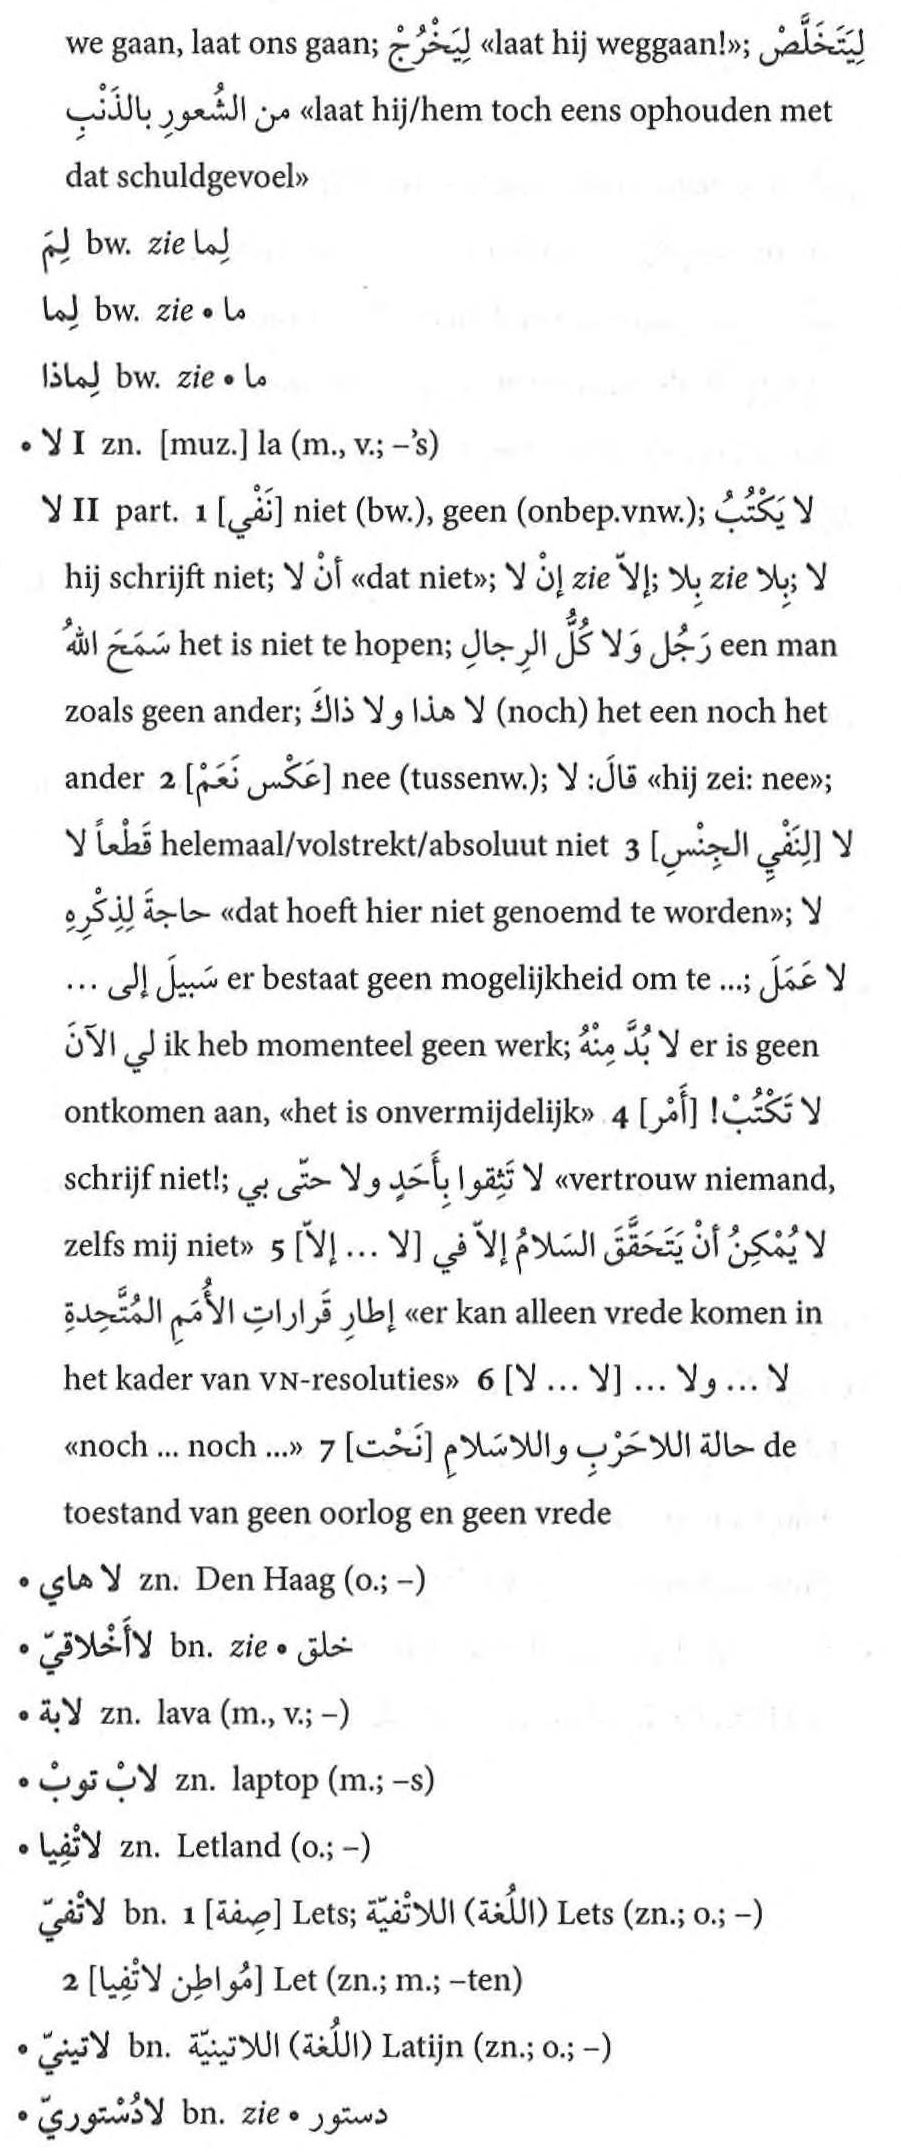 we gaan, laat ons gaan; لِيَخْرُجْ «laat hij weggaan!»; لِيَتَخَلَّصْ
من الشُعورِ بالذَنْبِ «laat hij/hem toch eens ophouden met
dat schuldgevoel»
لِمَ bw. zie لِما
لِما bw. zie • ما
لِماذا bw. zie • ما
• لا I zn. [muz.] la (m., v.; –’s)
لا II part. 1 [نَفْي] niet (bw.), geen (onbep.vnw.); لا يَكْتُبُ
hij schrijft niet; أَنْ لا «dat niet»; إنْ لا zie إلاّ; بِلا zie بِلا; لا
سَمَحَ اللهُ het is niet te hopen; رَجُل وَلا كُلُّ الرِجالِ een man
zoals geen ander; لا هذا ولا ذاكَ (noch) het een noch het
ander 2 [عَكْس نَعَمْ] nee (tussenw.); قالَ: لا «hij zei: nee»;
لا قَطْعاً helemaal/volstrekt/absoluut niet 3 [لِنَفْيِ الجِنْسِ] لا
حاجةَ لِذِكْرِهِ «dat hoeft hier niet genoemd te worden»; لا
سَبيلَ إلى ... er bestaat geen mogelijkheid om te ...; لا عَمَلَ
لي الآنَ ik heb momenteel geen werk; لا بُدَّ مِنْهُ er is geen
ontkomen aan, «het is onvermijdelijk» 4 [أَمْر] لا تَكْتُبْ!
schrijf niet!; لا تَثِقوا بِأَحَدٍ ولا حتّى بي «vertrouw niemand,
zelfs mij niet» 5 [لا ... إلاّ] لا يُمْكِنُ أنْ يَتَحَقَّقَ السَلامُ إلاّ في
إطارِ قَراراتِ الأُمَمِ المُتَّحِدةِ «er kan alleen vrede komen in
het kader van VN-resoluties» 6 [لا ... لا] لا ... ولا ...
«noch ... noch ...» 7 [نَحْت] حالة اللاحَرْبِ واللاسَلامِ de
toestand van geen oorlog en geen vrede
• لا هاي zn. Den Haag (o.; –)
• لاأَخْلاقيّ bn. zie • خلق
• لابة zn. lava (m., v.; –)
• لابْ توبْ zn. laptop (m.; –s)
• لاتْفِيا zn. Letland (o.; –)
لاتْفيّ bn. 1 [صِفة] Lets; (اللُغة) اللاتْفيّة Lets (zn.; o.; –)
2 [مُواطِن لاتْفِيا] Let (zn.; m.; –ten)
• لاتينيّ bn. (اللُغة) اللاتينيّة Latijn (zn.; o.; –)
• لادُسْتوريّ bn. zie • دستور